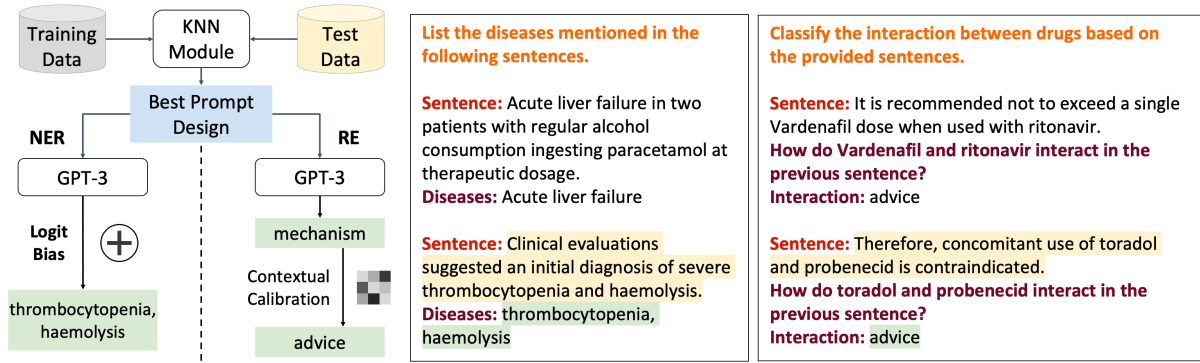 Training
Data
KNN
Module
Test
Data
Best Prompt
Design
NER
RE
GPT-3
GPT-3
Logit
Bias
mechanism
Contextual
Calibration
thrombocytopenia,
haemolysis
advice
List the diseases mentioned in the
following sentences.
Sentence: Acute liver failure in two
patients with regular alcohol
consumption ingesting paracetamol at
therapeutic dosage.
Diseases: Acute liver failure
Sentence: Clinical evaluations
suggested an initial diagnosis of severe
thrombocytopenia and haemolysis.
Diseases: thrombocytopenia,
haemolysis
Classify the interaction between drugs based on
the provided sentences.
Sentence: It is recommended not to exceed a single
Vardenafil dose when used with ritonavir.
How do Vardenafil and ritonavir interact in the
previous sentence?
Interaction: advice
Sentence: Therefore, concomitant use of toradol
and probenecid is contraindicated.
How do toradol and probenecid interact in the
previous sentence?
Interaction: advice